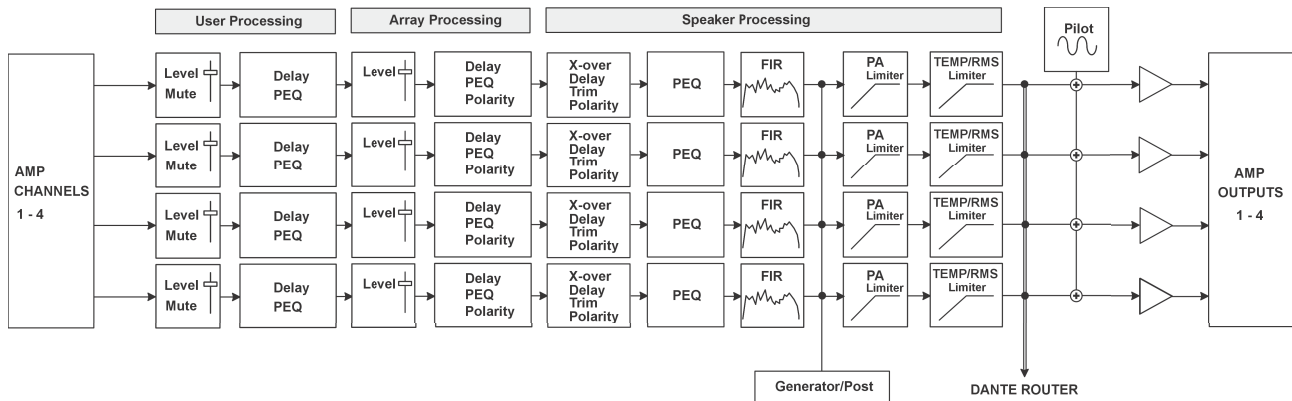 User Processing
Array Processing
Speaker Processing
Pilot
AMP
CHANNELS
1 - 4
Level
Mute
Delay
PEQ
Level
Delay
PEQ
Polarity
X-over
Delay
Trim
Polarity
PEQ
FIR
PA
Limiter
TEMP/RMS
Limiter
Level
Mute
Delay
PEQ
Level
Delay
PEQ
Polarity
X-over
Delay
Trim
Polarity
PEQ
FIR
PA
Limiter
TEMP/RMS
Limiter
Level
Mute
Delay
PEQ
Level
Delay
PEQ
Polarity
X-over
Delay
Trim
Polarity
PEQ
FIR
PA
Limiter
TEMP/RMS
Limiter
Level
Mute
Delay
PEQ
Level
Delay
PEQ
Polarity
X-over
Delay
Trim
Polarity
PEQ
FIR
PA
Limiter
TEMP/RMS
Limiter
AMP
OUTPUTS
1 - 4
Generator/Post
DANTE ROUTER